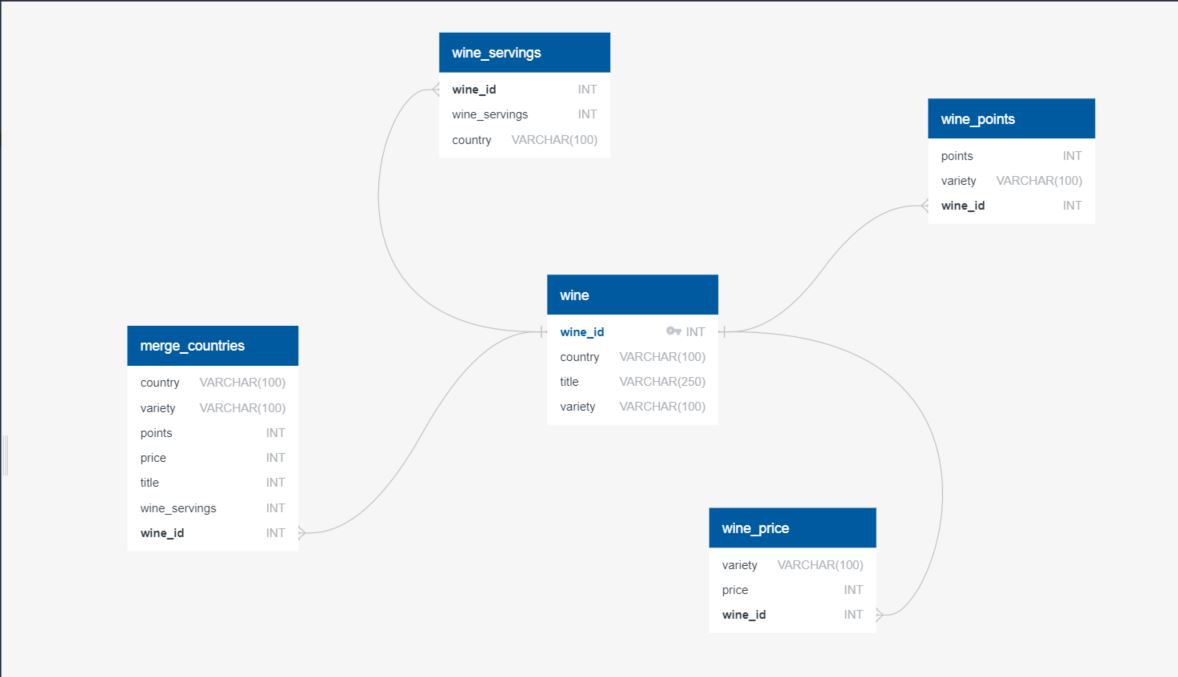 wine_servings
wine_id INT
wine_servings INT
country VARCHAR(100)
wine_points
points INT
variety VARCHAR(100)
wine_id INT
wine
wine_id INT
country VARCHAR(100)
title VARCHAR(250)
variety VARCHAR(100)
merge_countries
country VARCHAR(100)
variety VARCHAR(100)
points INT
price INT
title INT
wine_servings INT
wine_id INT
wine_price
variety VARCHAR(100)
price INT
wine_id INT